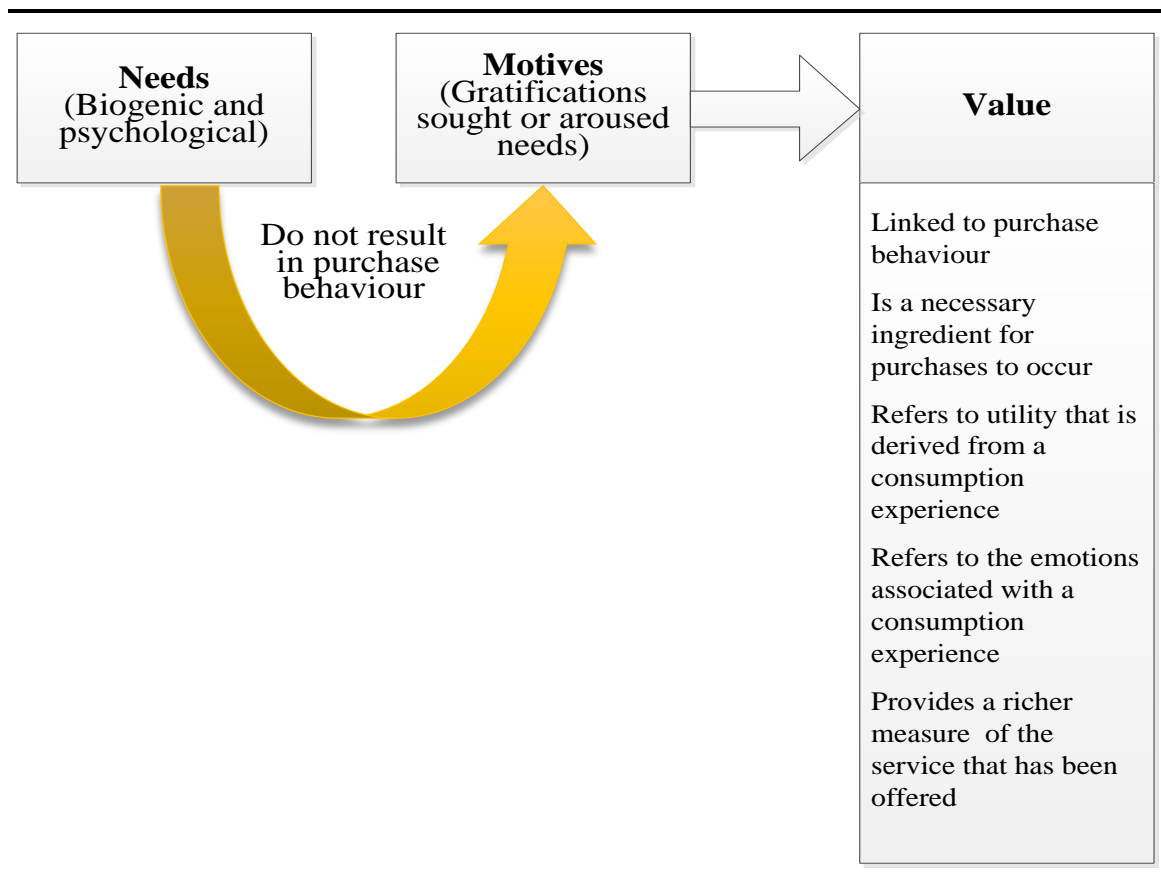 Needs
(Biogenic and
psychological)
Motives
(Gratifications
sought or aroused
needs)
Value
Do not result
in purchase
behaviour
Linked to purchase
behaviour
Is a necessary
ingredient for
purchases to occur
Refers to utility that is
derived from a
consumption
experience
Refers to the emotions
associated with a
consumption
experience
Provides a richer
measure of the
service that has been
offered